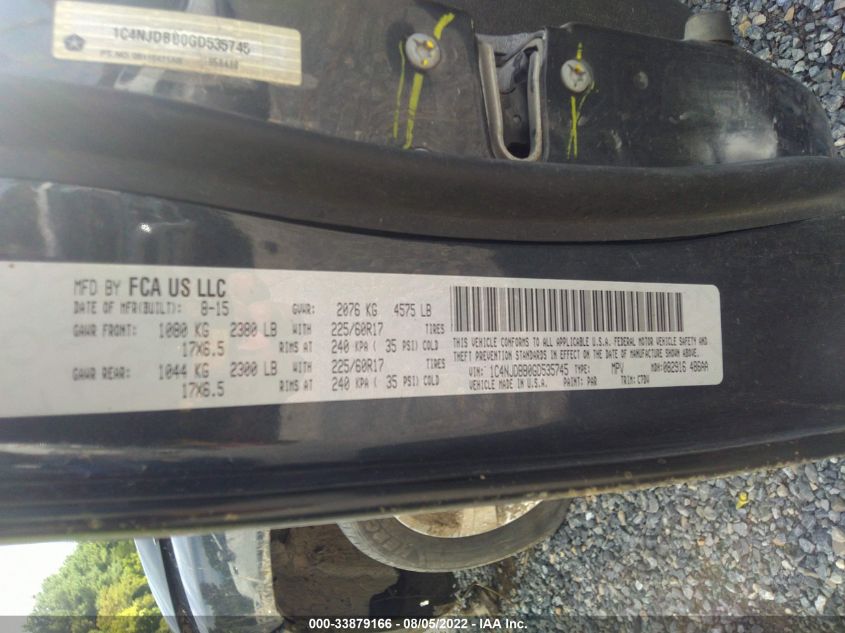 1C4NJDBB0GD535745
MFD BY FCA US LLC
DATE OF MFR(BUILT): 8-15 GVWR: 2076 KG 4575 LB
GAWR FRONT: 1080 KG 2380 LB WITH 225/60R17 TIRES
17X6.5 RIMS AT 240 KPA ( 35 PSI) COLD
GAWR REAR: 1044 KG 2300 LB WITH 225/60R17 TIRES
17X6.5 RIMS AT 240 KPA ( 35 PSI) COLD
THIS VEHICLE CONFORMS TO ALL APPLICABLE U.S.A. FEDERAL MOTOR VEHICLE SAFETY AND
THEFT PREVENTION STANDARDS IN EFFECT ON THE DATE OF MANUFACTURE SHOWN ABOVE.
VIN: 1C4NJDBB0GD535745 TYPE: MPV MDH: 082916 486AA
VEHICLE MADE IN U.S.A. PAINT: PAR TRIM: C7DV
000-33879166 - 08/05/2022 - IAA Inc.